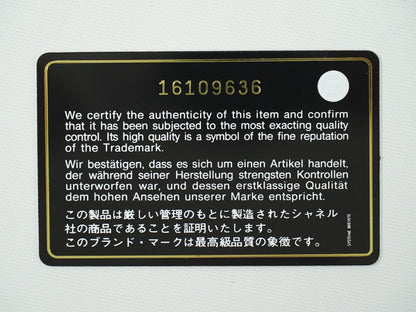 16109636
We certify the authenticity of this item and confirm
that it has been subjected to the most exacting quality
control. Its high quality is a symbol of the fine reputation
of the Trademark.
Wir bestätigen, dass es sich um einen Artikel handelt,
der während seiner Herstellung strengsten Kontrollen
unterworfen war, und dessen erstklassige Qualität
dem hohen Ansehen unserer Marke entspricht.
この製品は厳しい管理のもとに製造されたシャネル
社の商品であることを証明いたします。
このブランド・マークは最高級品質の象徴です。